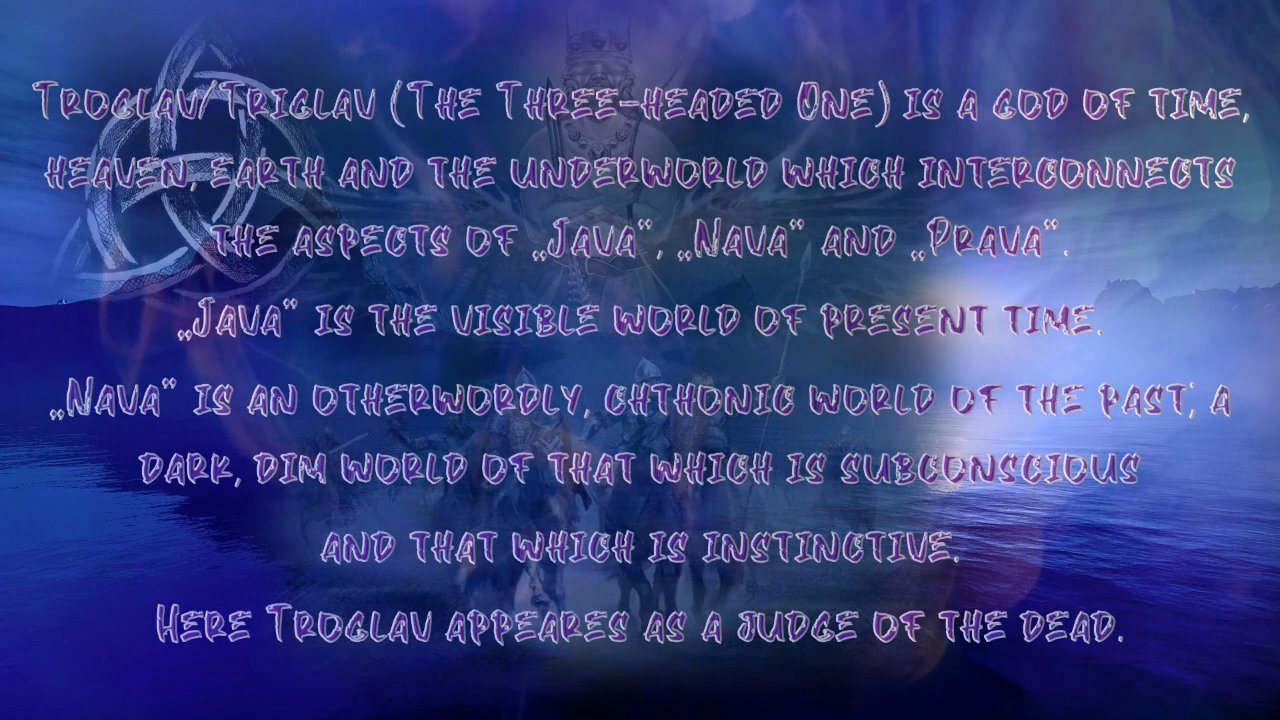 Troglav/Triglav (The Three-headed One) is a god of time,
heaven, earth and the underworld which interconnects
the aspects of „Java“, „Nava“ and „Prava“.
„Java“ is the visible world of present time.
„Nava“ is an otherwordly, chthonic world of the past; a
dark, dim world of that which is subconscious
and that which is instinctive.
Here Troglav appeares as a judge of the dead.